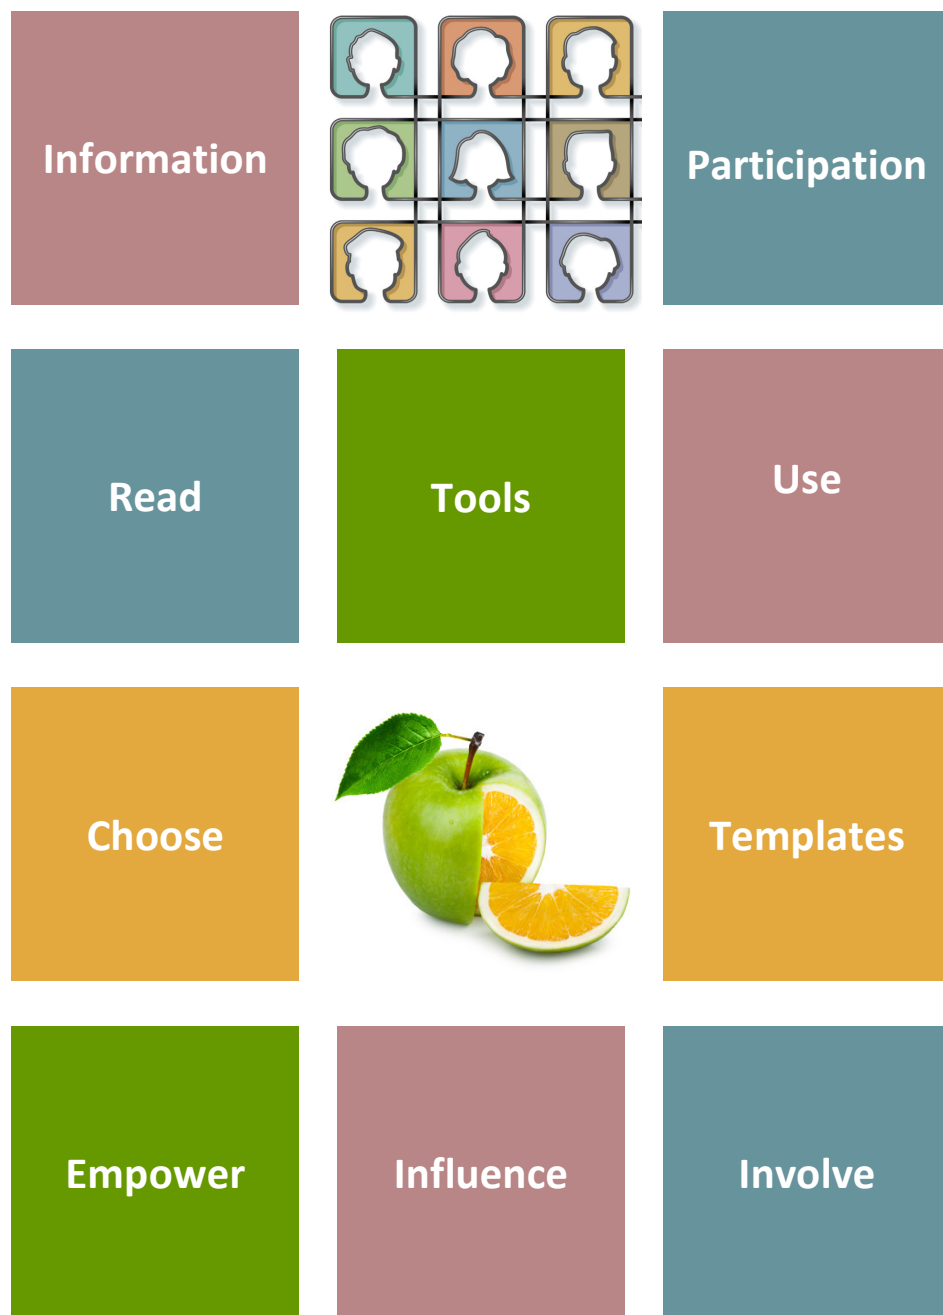 Information
Participation
Read
Tools
Use
Choose
Templates
Empower
Influence
Involve